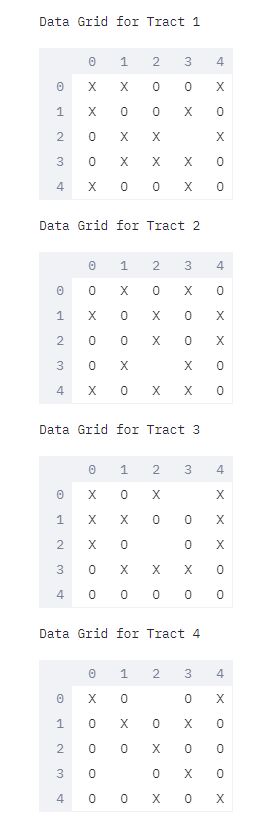 Data Grid for Tract 1
0 1 2 3 4
0 X X O O X
1 X O O X O
2 O X X X
3 O X X X O
4 X O O X O
Data Grid for Tract 2
0 1 2 3 4
0 O X O X O
1 X O X O X
2 O O X O X
3 O X X O
4 X O X X O
Data Grid for Tract 3
0 1 2 3 4
0 X O X X
1 X X O O X
2 X O O X
3 O X X X O
4 O O O O O
Data Grid for Tract 4
0 1 2 3 4
0 X O O X
1 O X O X O
2 O O X O O
3 O O X O
4 O O X O X